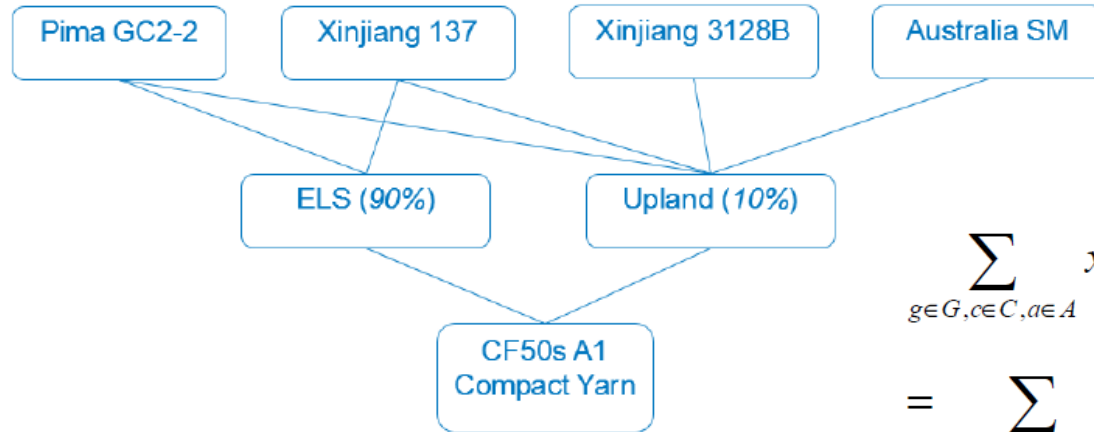 Pima GC2-2
Xinjiang 137
Xinjiang 3128B
Australia SM
ELS (90%)
Upland (10%)
CF50s A1
Compact Yarn
∑
g∈G,c∈C,a∈A
= ∑